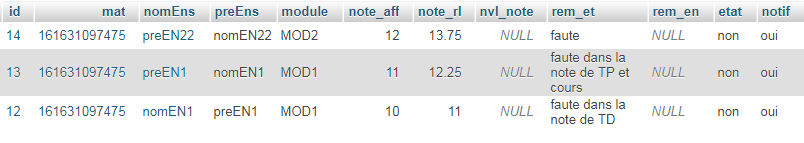 id mat nomEns preEns module note_aff note_rl nvl_note rem_et rem_en etat notif
14 161631097475 preEN22 nomEN22 MOD2 12 13.75 NULL faute NULL non oui
13 161631097475 preEN1 nomEN1 MOD1 11 12.25 NULL faute dans la note de TP et cours NULL non oui
12 161631097475 nomEN1 preEN1 MOD1 10 11 NULL faute dans la note de TD NULL non oui